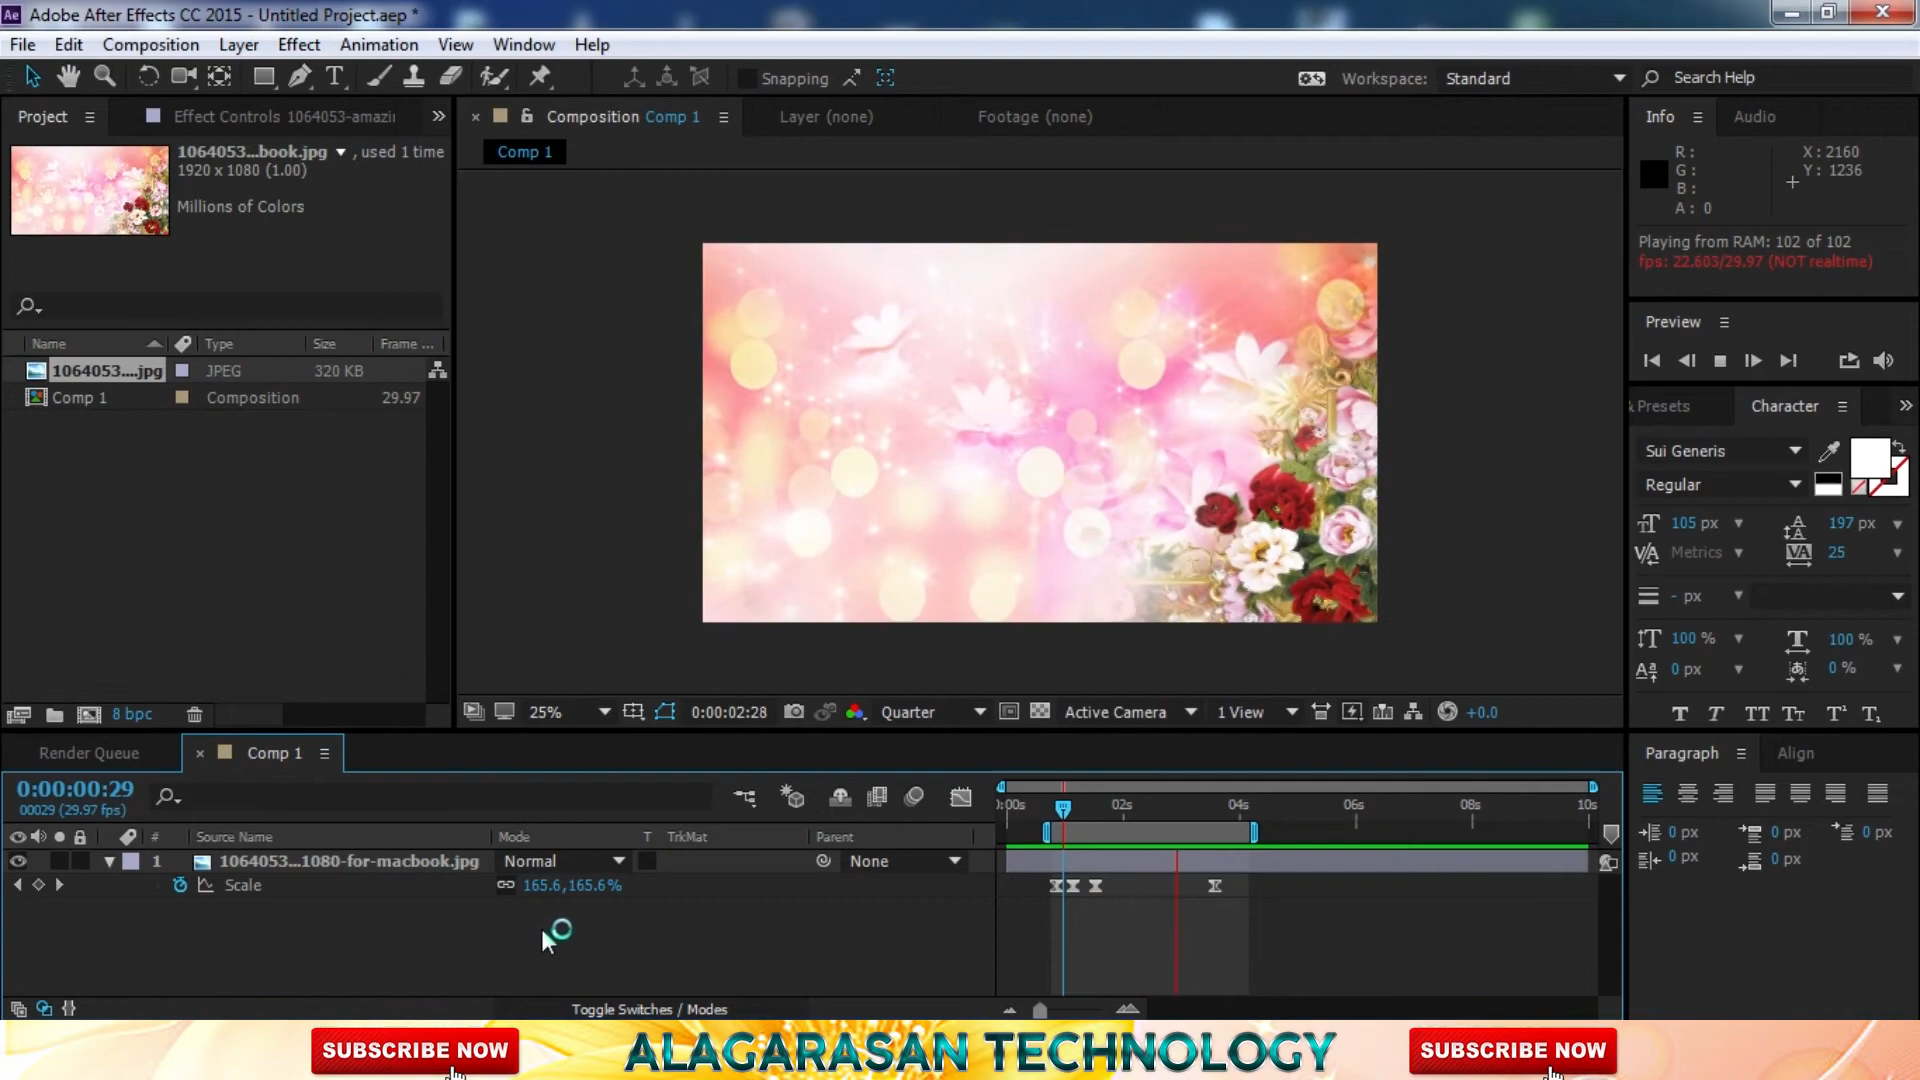 Adobe After Effects CC 2015 - Untitled Project.aep *
File Edit Composition Layer Effect Animation View Window Help
Snapping
Workspace: Standard
Search Help
Project
Effect Controls 1064053-amazi
Composition Comp 1
Layer (none)
Footage (none)
Info
Audio
1064053...book.jpg ▼ , used 1 time
1920 x 1080 (1.00)
Millions of Colors
Comp 1
R :
G :
B :
A : 0
X : 2160
Y : 1236
Playing from RAM: 102 of 102
fps: 22.603/29.97 (NOT realtime)
Preview
Name Type Size Frame ...
1064053....jpg JPEG 320 KB
Comp 1 Composition 29.97
& Presets
Character
Sui Generis
Regular
105 px
197 px
Metrics
25
- px
100 %
100 %
0 px
0 %
8 bpc
25%
0:00:02:28
Quarter
Active Camera
1 View
+0.0
Render Queue
Comp 1
Paragraph
Align
0:00:00:29
00029 (29.97 fps)
:00s 02s 04s 06s 08s 10s
# Source Name Mode T TrkMat Parent
1 1064053...1080-for-macbook.jpg Normal None
Scale 165.6,165.6%
0 px 0 px 0 px
0 px 0 px
Toggle Switches / Modes
SUBSCRIBE NOW
ALAGARASAN TECHNOLOGY
SUBSCRIBE NOW